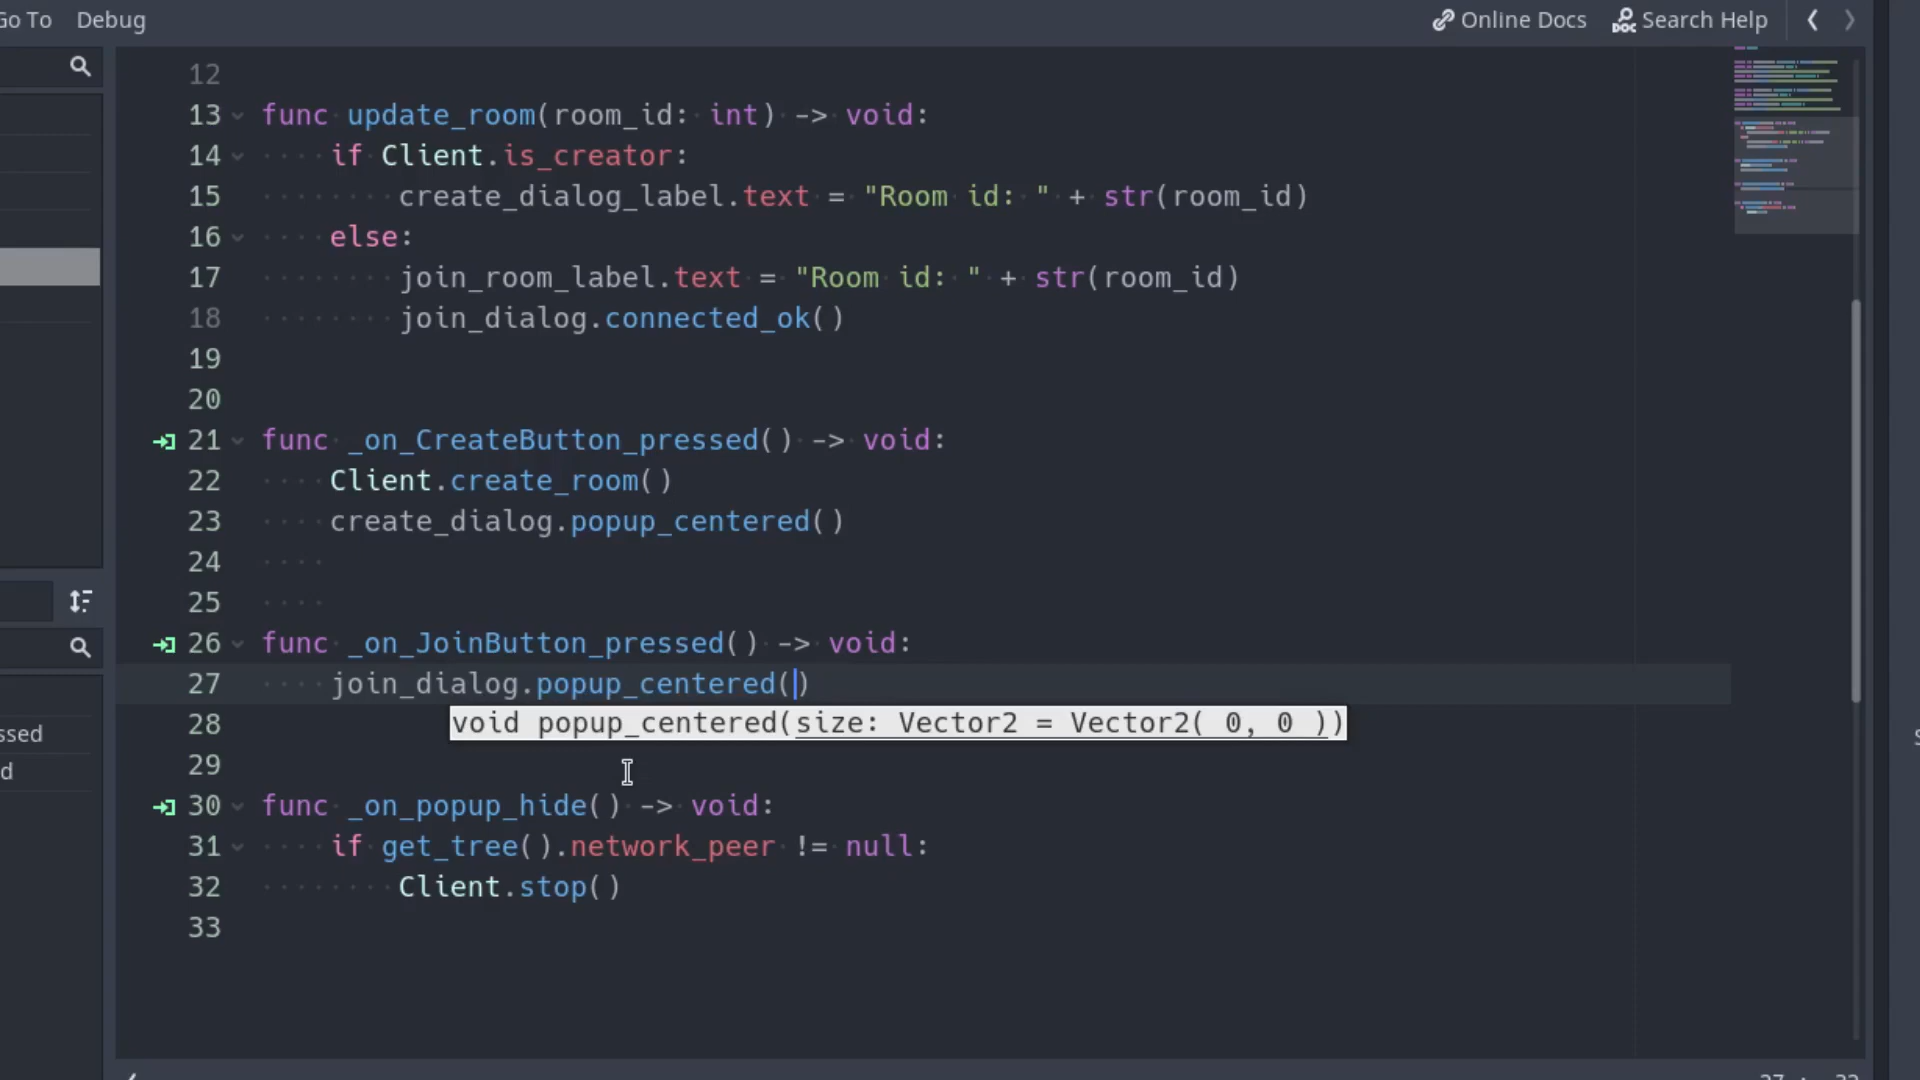 Go To Debug Online Docs Search Help
12
13 func update_room(room_id: int) -> void:
14 if Client.is_creator:
15 create_dialog_label.text = "Room id: " + str(room_id)
16 else:
17 join_room_label.text = "Room id: " + str(room_id)
18 join_dialog.connected_ok()
19
20
21 func _on_CreateButton_pressed() -> void:
22 Client.create_room()
23 create_dialog.popup_centered()
24
25
26 func _on_JoinButton_pressed() -> void:
27 join_dialog.popup_centered()
28 void popup_centered(size: Vector2 = Vector2( 0, 0 ))
ssed
29
d
30 func _on_popup_hide() -> void:
31 if get_tree().network_peer != null:
32 Client.stop()
33